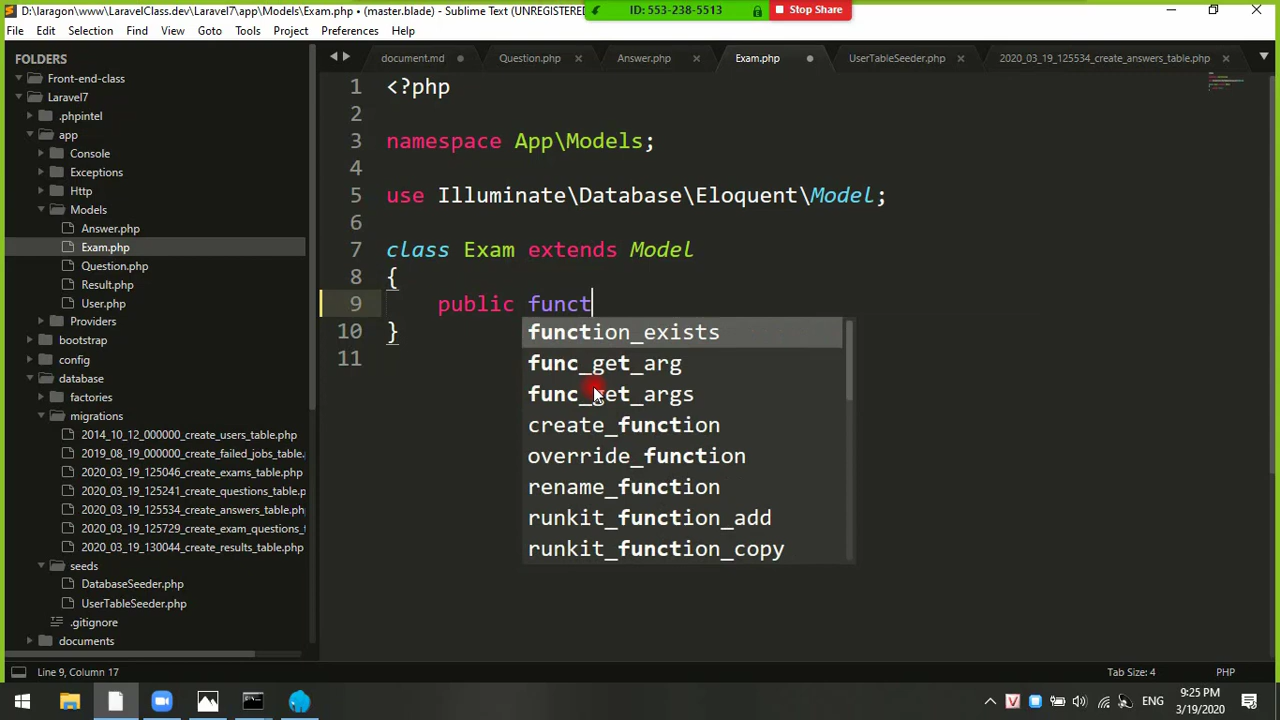 D:\laragon\www\LaravelClass.dev\Laravel7\app\Models\Exam.php • (master.blade) - Sublime Text (UNREGISTERE
ID: 553-238-5513
Stop Share
File Edit Selection Find View Goto Tools Project Preferences Help
FOLDERS
Front-end-class
Laravel7
.phpintel
app
Console
Exceptions
Http
Models
Answer.php
Exam.php
Question.php
Result.php
User.php
Providers
bootstrap
config
database
factories
migrations
2014_10_12_000000_create_users_table.php
2019_08_19_000000_create_failed_jobs_table.
2020_03_19_125046_create_exams_table.php
2020_03_19_125241_create_questions_table.p
2020_03_19_125534_create_answers_table.ph
2020_03_19_125729_create_exam_questions_
2020_03_19_130044_create_results_table.php
seeds
DatabaseSeeder.php
UserTableSeeder.php
.gitignore
documents
document.md Question.php Answer.php Exam.php UserTableSeeder.php 2020_03_19_125534_create_answers_table.php
1 <?php
2
3 namespace App\Models;
4
5 use Illuminate\Database\Eloquent\Model;
6
7 class Exam extends Model
8 {
9 public funct
10 }
11
function_exists
func_get_arg
func_get_args
create_function
override_function
rename_function
runkit_function_add
runkit_function_copy
Line 9, Column 17
Tab Size: 4
PHP
ENG
9:25 PM
3/19/2020